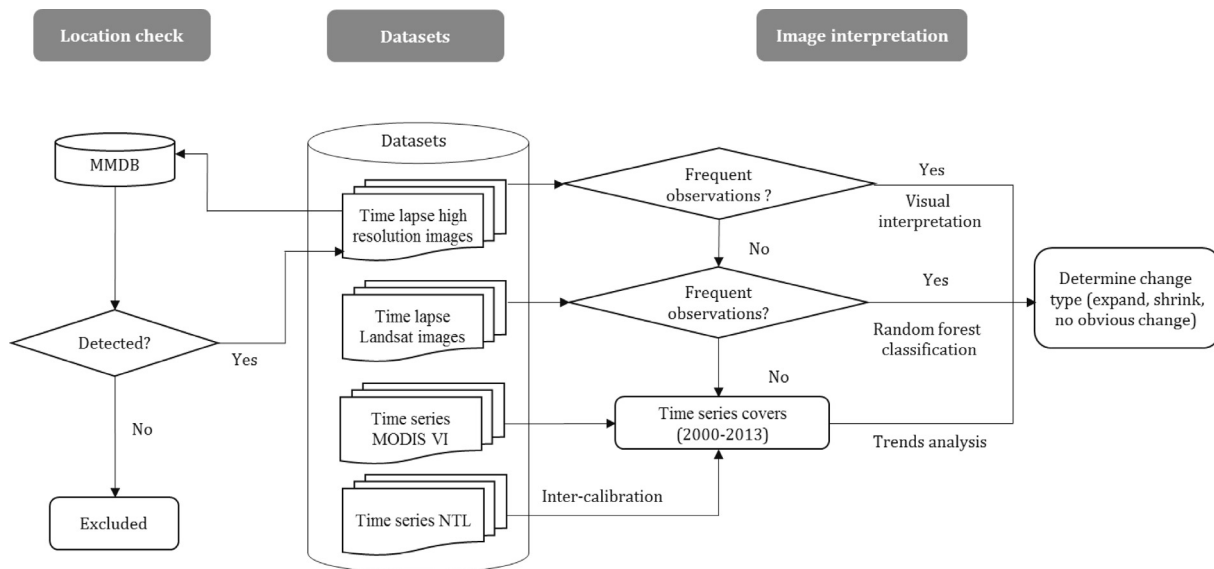 Location check
Datasets
Image interpretation
MMDB
Detected?
Yes
No
Excluded
Datasets
Time lapse high
resolution images
Time lapse
Landsat images
Time series
MODIS VI
Time series NTL
Frequent
observations ?
Yes
Visual
interpretation
No
Frequent
observations?
Yes
Random forest
classification
No
Time series covers
(2000-2013)
Trends analysis
Inter-calibration
Determine change
type (expand, shrink,
no obvious change)